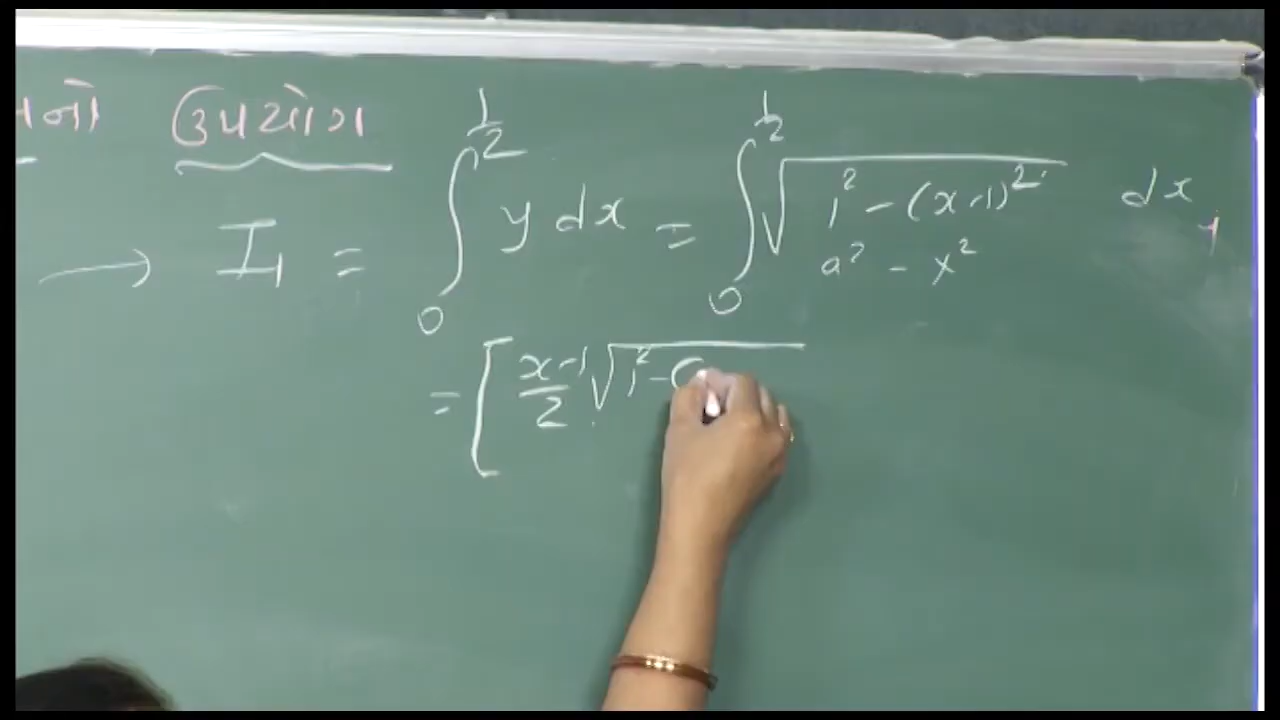 નો ઉપયોગ
→ I₁ = ∫₀^{1/2} y dx = ∫₀^{1/2} √(1² - (x-1)²) dx
a² - x²
= [ (x-1)/2 √(1² - (